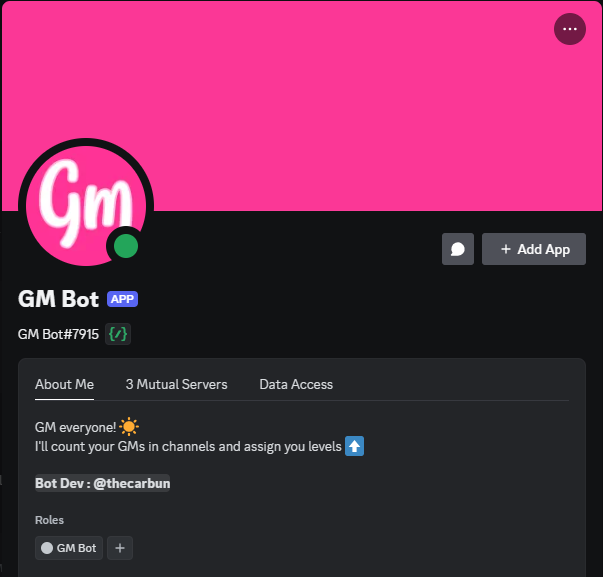 Gm
+ Add App
GM Bot APP
GM Bot#7915 {/}
About Me 3 Mutual Servers Data Access
GM everyone! ☀️
I'll count your GMs in channels and assign you levels ⬆️
Bot Dev : @thecarbun
Roles
GM Bot +